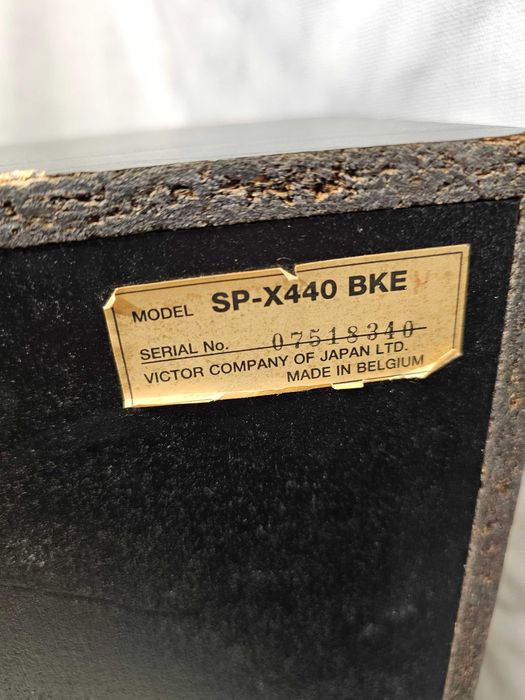 MODEL SP-X440 BKE
SERIAL No. 07518340
VICTOR COMPANY OF JAPAN LTD.
MADE IN BELGIUM